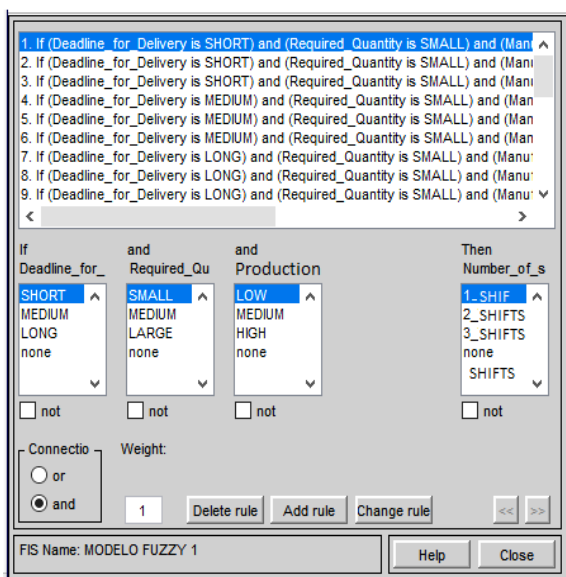 1. If (Deadline_for_Delivery is SHORT) and (Required_Quantity is SMALL) and (Man
2. If (Deadline_for_Delivery is SHORT) and (Required_Quantity is SMALL) and (Man
3. If (Deadline_for_Delivery is SHORT) and (Required_Quantity is SMALL) and (Man
4. If (Deadline_for_Delivery is MEDIUM) and (Required_Quantity is SMALL) and (Man
5. If (Deadline_for_Delivery is MEDIUM) and (Required_Quantity is SMALL) and (Man
6. If (Deadline_for_Delivery is MEDIUM) and (Required_Quantity is SMALL) and (Man
7. If (Deadline_for_Delivery is LONG) and (Required_Quantity is SMALL) and (Manu
8. If (Deadline_for_Delivery is LONG) and (Required_Quantity is SMALL) and (Manu
9. If (Deadline_for_Delivery is LONG) and (Required_Quantity is SMALL) and (Manu
If and and Then
Deadline_for_ Required_Qu Production Number_of_s
SHORT SMALL LOW 1_SHIF
MEDIUM MEDIUM MEDIUM 2_SHIFTS
LONG LARGE HIGH 3_SHIFTS
none none none none
SHIFTS
not not not not
Connectio Weight:
or
and 1 Delete rule Add rule Change rule << >>
FIS Name: MODELO FUZZY 1 Help Close